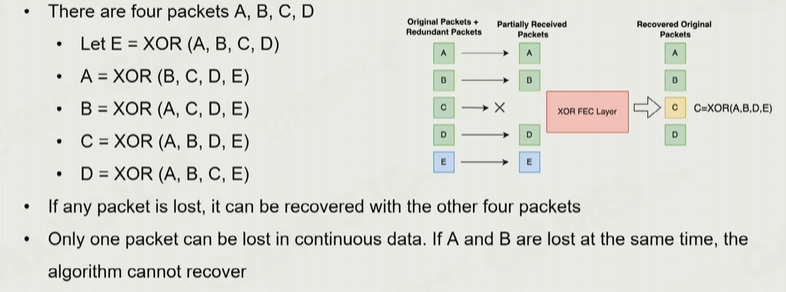 • There are four packets A, B, C, D
• Let E = XOR (A, B, C, D)
• A = XOR (B, C, D, E)
• B = XOR (A, C, D, E)
• C = XOR (A, B, D, E)
• D = XOR (A, B, C, E)
• If any packet is lost, it can be recovered with the other four packets
• Only one packet can be lost in continuous data. If A and B are lost at the same time, the
algorithm cannot recover
Original Packets +
Redundant Packets
A
B
C
D
E
Partially Received
Packets
A
B
D
E
XOR FEC Layer
Recovered Original
Packets
A
B
C
D
C=XOR(A,B,D,E)